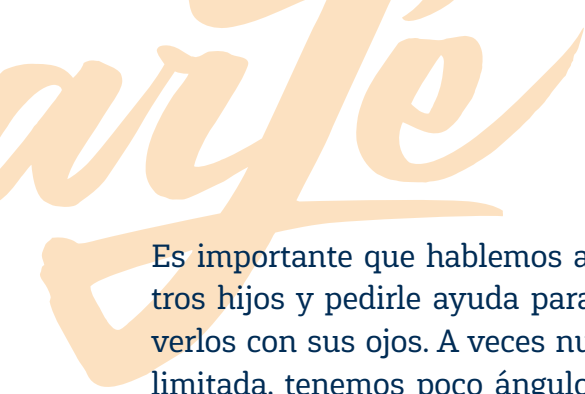 arte
Es importante que hablemos a
tros hijos y pedirle ayuda para
verlos con sus ojos. A veces nu
limitada, tenemos poco ángulo